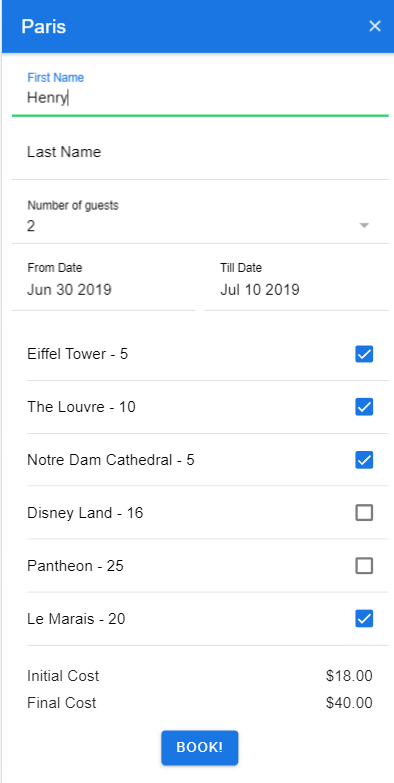 Paris
First Name
Henry
Last Name
Number of guests
2
From Date Till Date
Jun 30 2019 Jul 10 2019
Eiffel Tower - 5
The Louvre - 10
Notre Dam Cathedral - 5
Disney Land - 16
Pantheon - 25
Le Marais - 20
Initial Cost $18.00
Final Cost $40.00
BOOK!